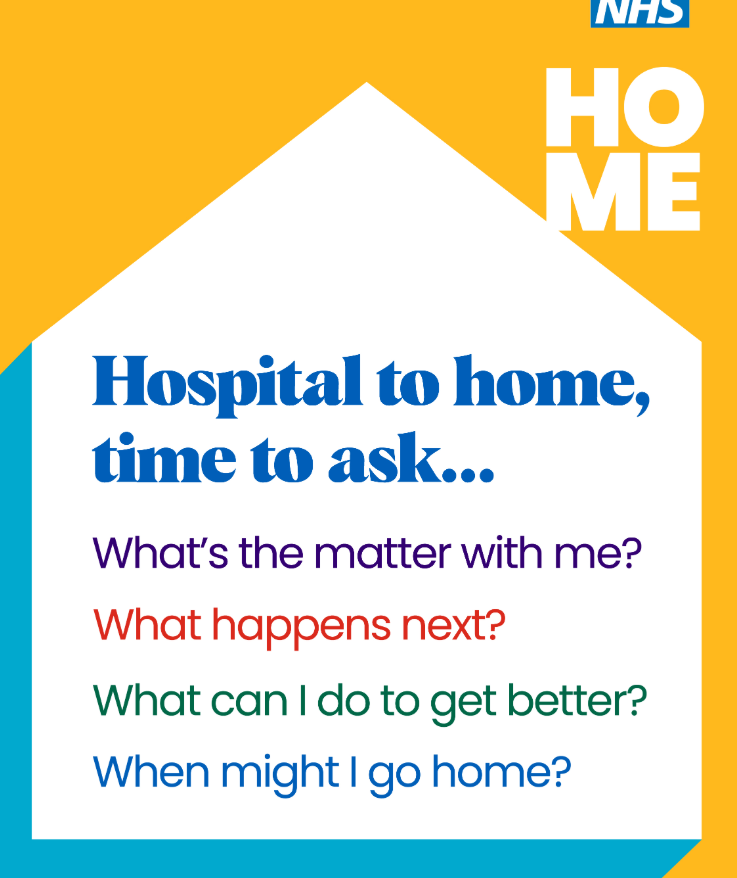 NHS
HO
ME
Hospital to home,
time to ask...
What's the matter with me?
What happens next?
What can I do to get better?
When might I go home?